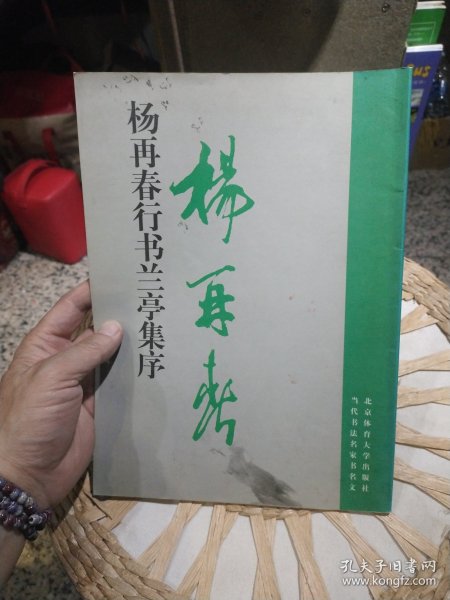 杨再春行书兰亭集序
楊再春
北京体育大学出版社
当代书法名家书名文
孔夫子旧书网
www.kongfz.com